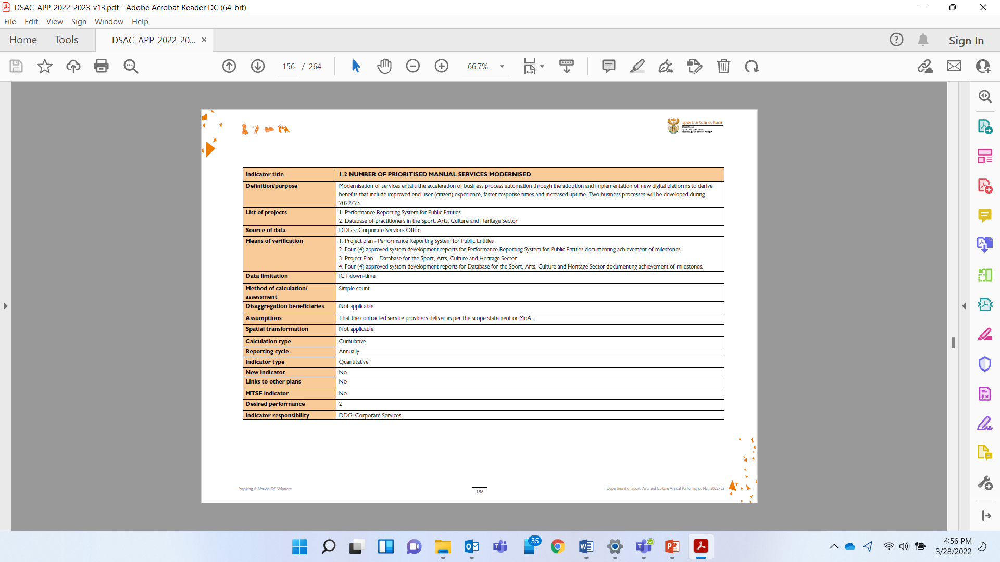 DSAC_APP_2022_2023_v13.pdf - Adobe Acrobat Reader DC (64-bit)
File Edit View Sign Window Help
Home Tools DSAC_APP_2022_20... × Sign In
156 / 264 66.7%
sport, arts & culture
Department:
Sport, Arts and Culture
REPUBLIC OF SOUTH AFRICA
Indicator title 1.2 NUMBER OF PRIORITISED MANUAL SERVICES MODERNISED
Definition/purpose Modernisation of services entails the acceleration of business process automation through the adoption and implementation of new digital platforms to derive
benefits that include improved end-user (citizen) experience, faster response times and increased uptime. Two business processes will be developed during
2022/23.
List of projects 1. Performance Reporting System for Public Entities
2. Database of practitioners in the Sport, Arts, Culture and Heritage Sector
Source of data DDG's: Corporate Services Office
Means of verification 1. Project plan - Performance Reporting System for Public Entities
2. Four (4) approved system development reports for Performance Reporting System for Public Entities documenting achievement of milestones
3. Project Plan - Database for the Sport, Arts, Culture and Heritage Sector
4. Four (4) approved system development reports for Database for the Sport, Arts, Culture and Heritage Sector documenting achievement of milestones.
Data limitation ICT down-time
Method of calculation/ Simple count
assessment
Disaggregation beneficiaries Not applicable
Assumptions That the contracted service providers deliver as per the scope statement or MoA..
Spatial transformation Not applicable
Calculation type Cumulative
Reporting cycle Annually
Indicator type Quantitative
New Indicator No
Links to other plans No
MTSF indicator No
Desired performance 2
Indicator responsibility DDG: Corporate Services
Inspiring A Nation Of Winners 156 Department of Sport, Arts and Culture Annual Performance Plan 2022/23
35
4:56 PM
3/28/2022